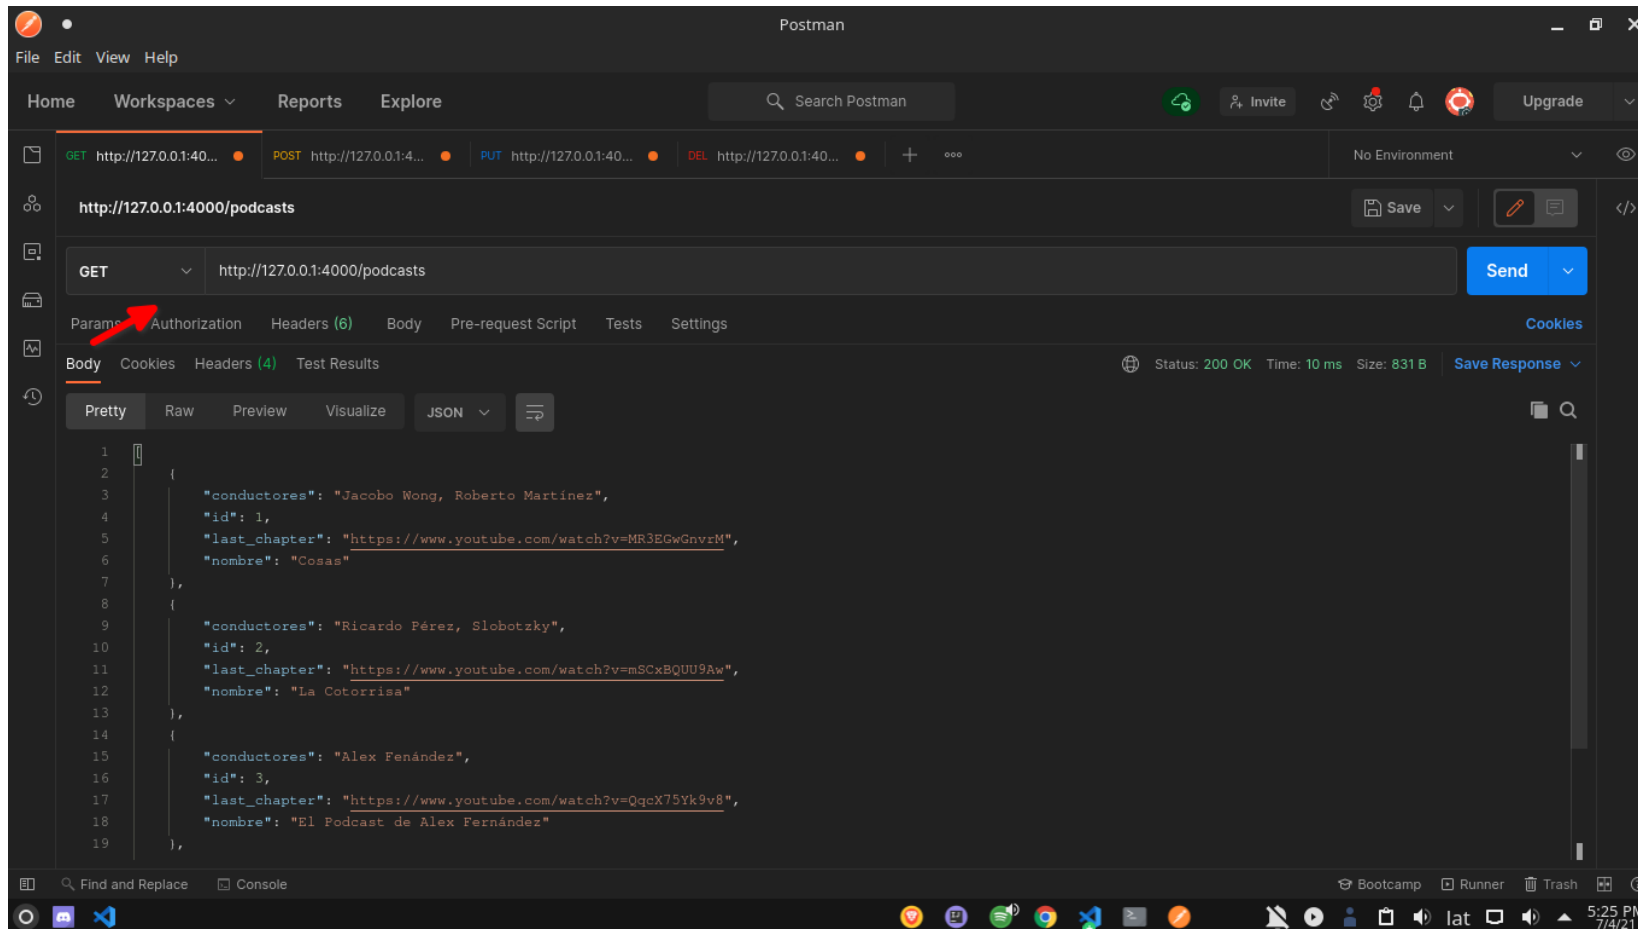 Postman
File Edit View Help
Home Workspaces Reports Explore Search Postman Invite Upgrade
GET http://127.0.0.1:40... POST http://127.0.0.1:4... PUT http://127.0.0.1:40... DEL http://127.0.0.1:40... No Environment
http://127.0.0.1:4000/podcasts Save
GET http://127.0.0.1:4000/podcasts Send
Params Authorization Headers (6) Body Pre-request Script Tests Settings Cookies
Body Cookies Headers (4) Test Results Status: 200 OK Time: 10 ms Size: 831 B Save Response
Pretty Raw Preview Visualize JSON
1 [
2 {
3 "conductores": "Jacobo Wong, Roberto Martínez",
4 "id": 1,
5 "last_chapter": "https://www.youtube.com/watch?v=MR3EGwGnvrM",
6 "nombre": "Cosas"
7 },
8 {
9 "conductores": "Ricardo Pérez, Slobotzky",
10 "id": 2,
11 "last_chapter": "https://www.youtube.com/watch?v=mSCxBQUU9Aw",
12 "nombre": "La Cotorrisa"
13 },
14 {
15 "conductores": "Alex Fenández",
16 "id": 3,
17 "last_chapter": "https://www.youtube.com/watch?v=QqcX75Yk9v8",
18 "nombre": "El Podcast de Alex Fernández"
19 },
Find and Replace Console Bootcamp Runner Trash
lat 5:25 PM
7/4/21